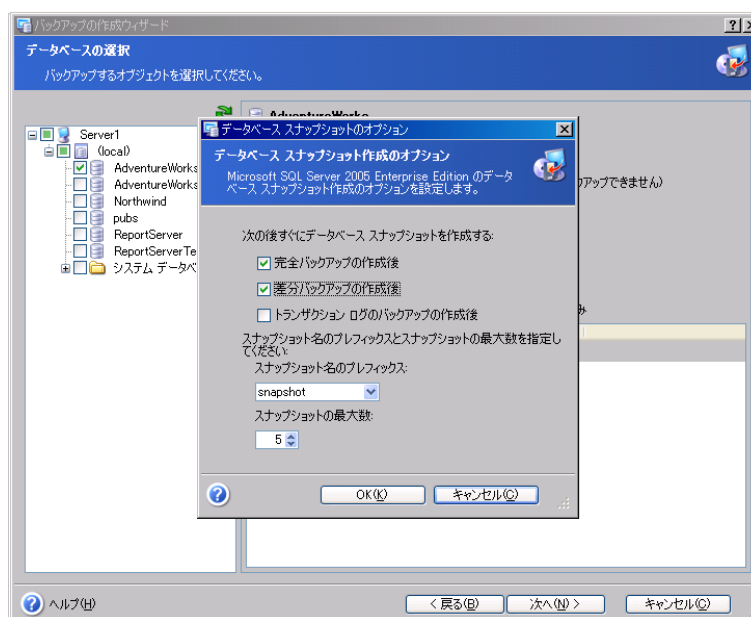 バックアップの作成ウィザード
データベースの選択
バックアップするオブジェクトを選択してください。
Server1
(local)
AdventureWorks
AdventureWorks
Northwind
pubs
ReportServer
ReportServerTe
システム データベ
AdventureWorks
クアップできません)
み
データベース スナップショットのオプション
データベース スナップショット作成のオプション
Microsoft SQL Server 2005 Enterprise Edition のデータ
ベース スナップショット作成のオプションを設定します。
次の後すぐにデータベース スナップショットを作成する:
完全バックアップの作成後
差分バックアップの作成後
トランザクション ログのバックアップの作成後
スナップショット名のプレフィックスとスナップショットの最大数を指定し
てください:
スナップショット名のプレフィックス:
snapshot
スナップショットの最大数:
5
OK(K)
キャンセル(C)
ヘルプ(H)
< 戻る(B)
次へ(N) >
キャンセル(C)